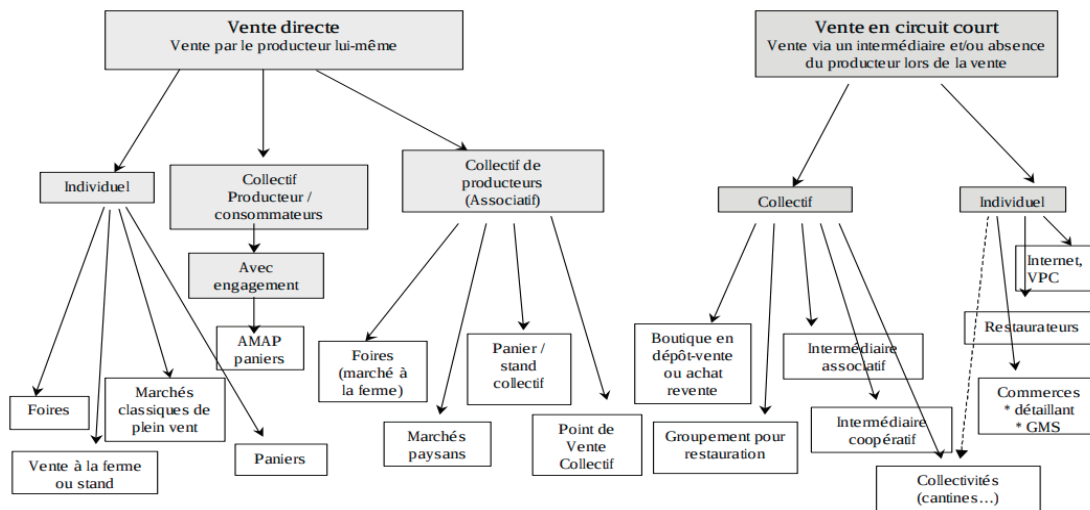 Vente directe
Vente par le producteur lui-même
Vente en circuit court
Vente via un intermédiaire et/ou absence
du producteur lors de la vente
Individuel
Collectif
Producteur /
consommateurs
Collectif de
producteurs
(Associatif)
Collectif
Individuel
Avec
engagement
Internet,
VPC
AMAP
paniers
Foires
(marché à
la ferme)
Panier /
stand
collectif
Boutique en
dépôt-vente
ou achat
revente
Intermédiaire
associatif
Restaurateurs
Foires
Marchés
classiques de
plein vent
Commerces
* détaillant
* GMS
Vente à la ferme
ou stand
Paniers
Marchés
paysans
Point de
Vente
Collectif
Groupement pour
restauration
Intermédiaire
coopératif
Collectivités
(cantines…)